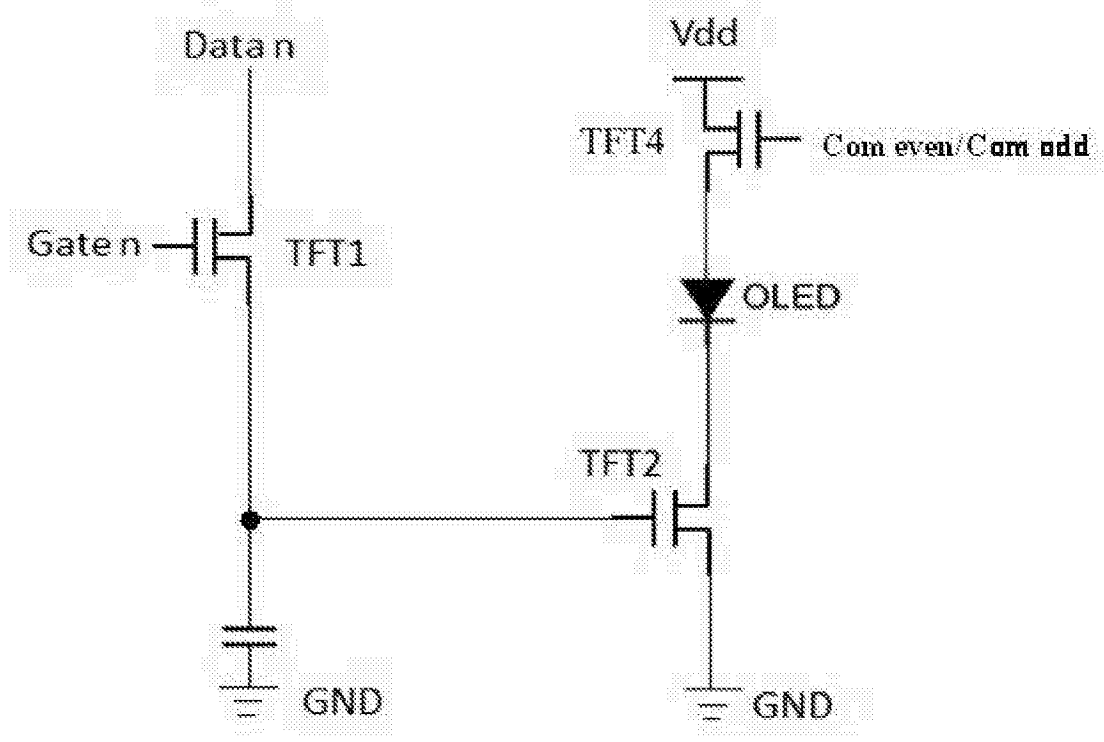 Data n
Vdd
TFT4
Com even/Com odd
Gate n
TFT1
OLED
TFT2
GND
GND